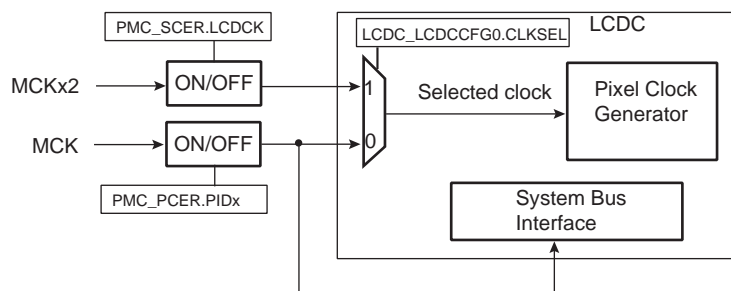 PMC_SCER.LCDCK
LCDC_LCDCCFG0.CLKSEL
LCDC
MCKx2
ON/OFF
1
Selected clock
Pixel Clock
Generator
MCK
ON/OFF
0
PMC_PCER.PIDx
System Bus
Interface